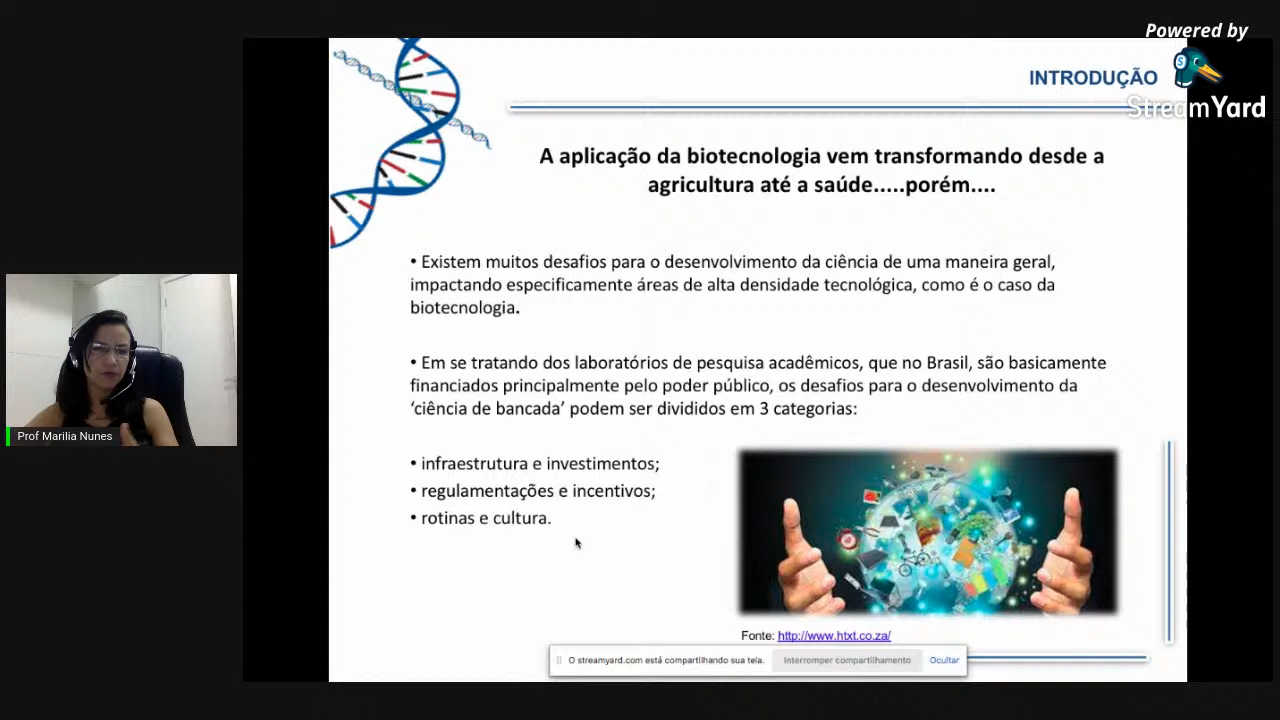 Powered by
StreamYard
INTRODUÇÃO
A aplicação da biotecnologia vem transformando desde a
agricultura até a saúde.....porém....
• Existem muitos desafios para o desenvolvimento da ciência de uma maneira geral,
impactando especificamente áreas de alta densidade tecnológica, como é o caso da
biotecnologia.
• Em se tratando dos laboratórios de pesquisa acadêmicos, que no Brasil, são basicamente
financiados principalmente pelo poder público, os desafios para o desenvolvimento da
‘ciência de bancada’ podem ser divididos em 3 categorias:
• infraestrutura e investimentos;
• regulamentações e incentivos;
• rotinas e cultura.
Fonte: http://www.htxt.co.za/
O streamyard.com está compartilhando sua tela. Interromper compartilhamento Ocultar
Prof Marilia Nunes